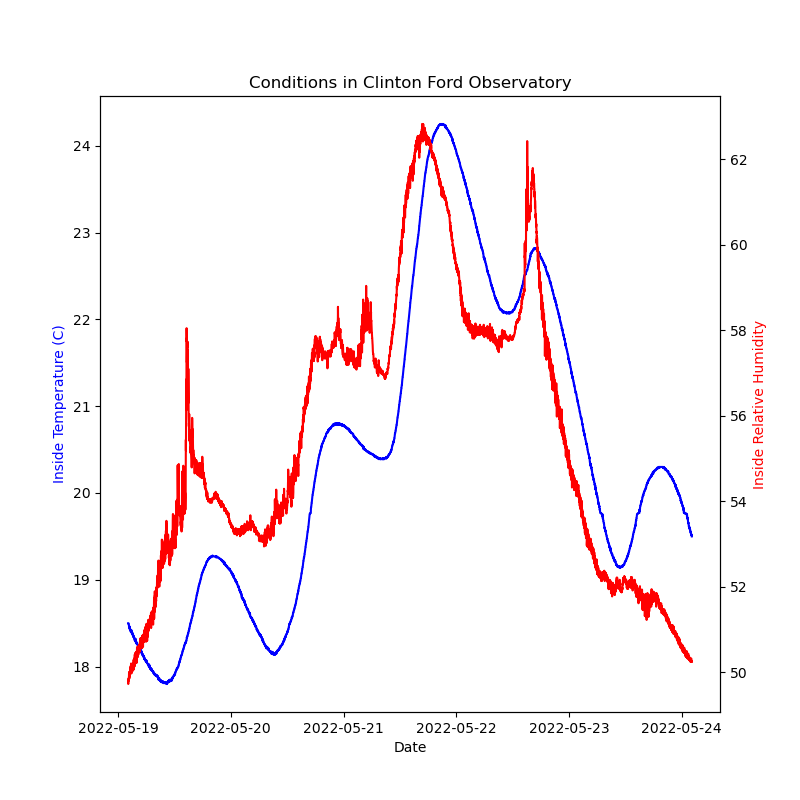 Conditions in Clinton Ford Observatory
Inside Temperature (C)
24
23
22
21
20
19
18
62
60
58
56
54
52
50
Inside Relative Humidity
2022-05-19 2022-05-20 2022-05-21 2022-05-22 2022-05-23 2022-05-24
Date